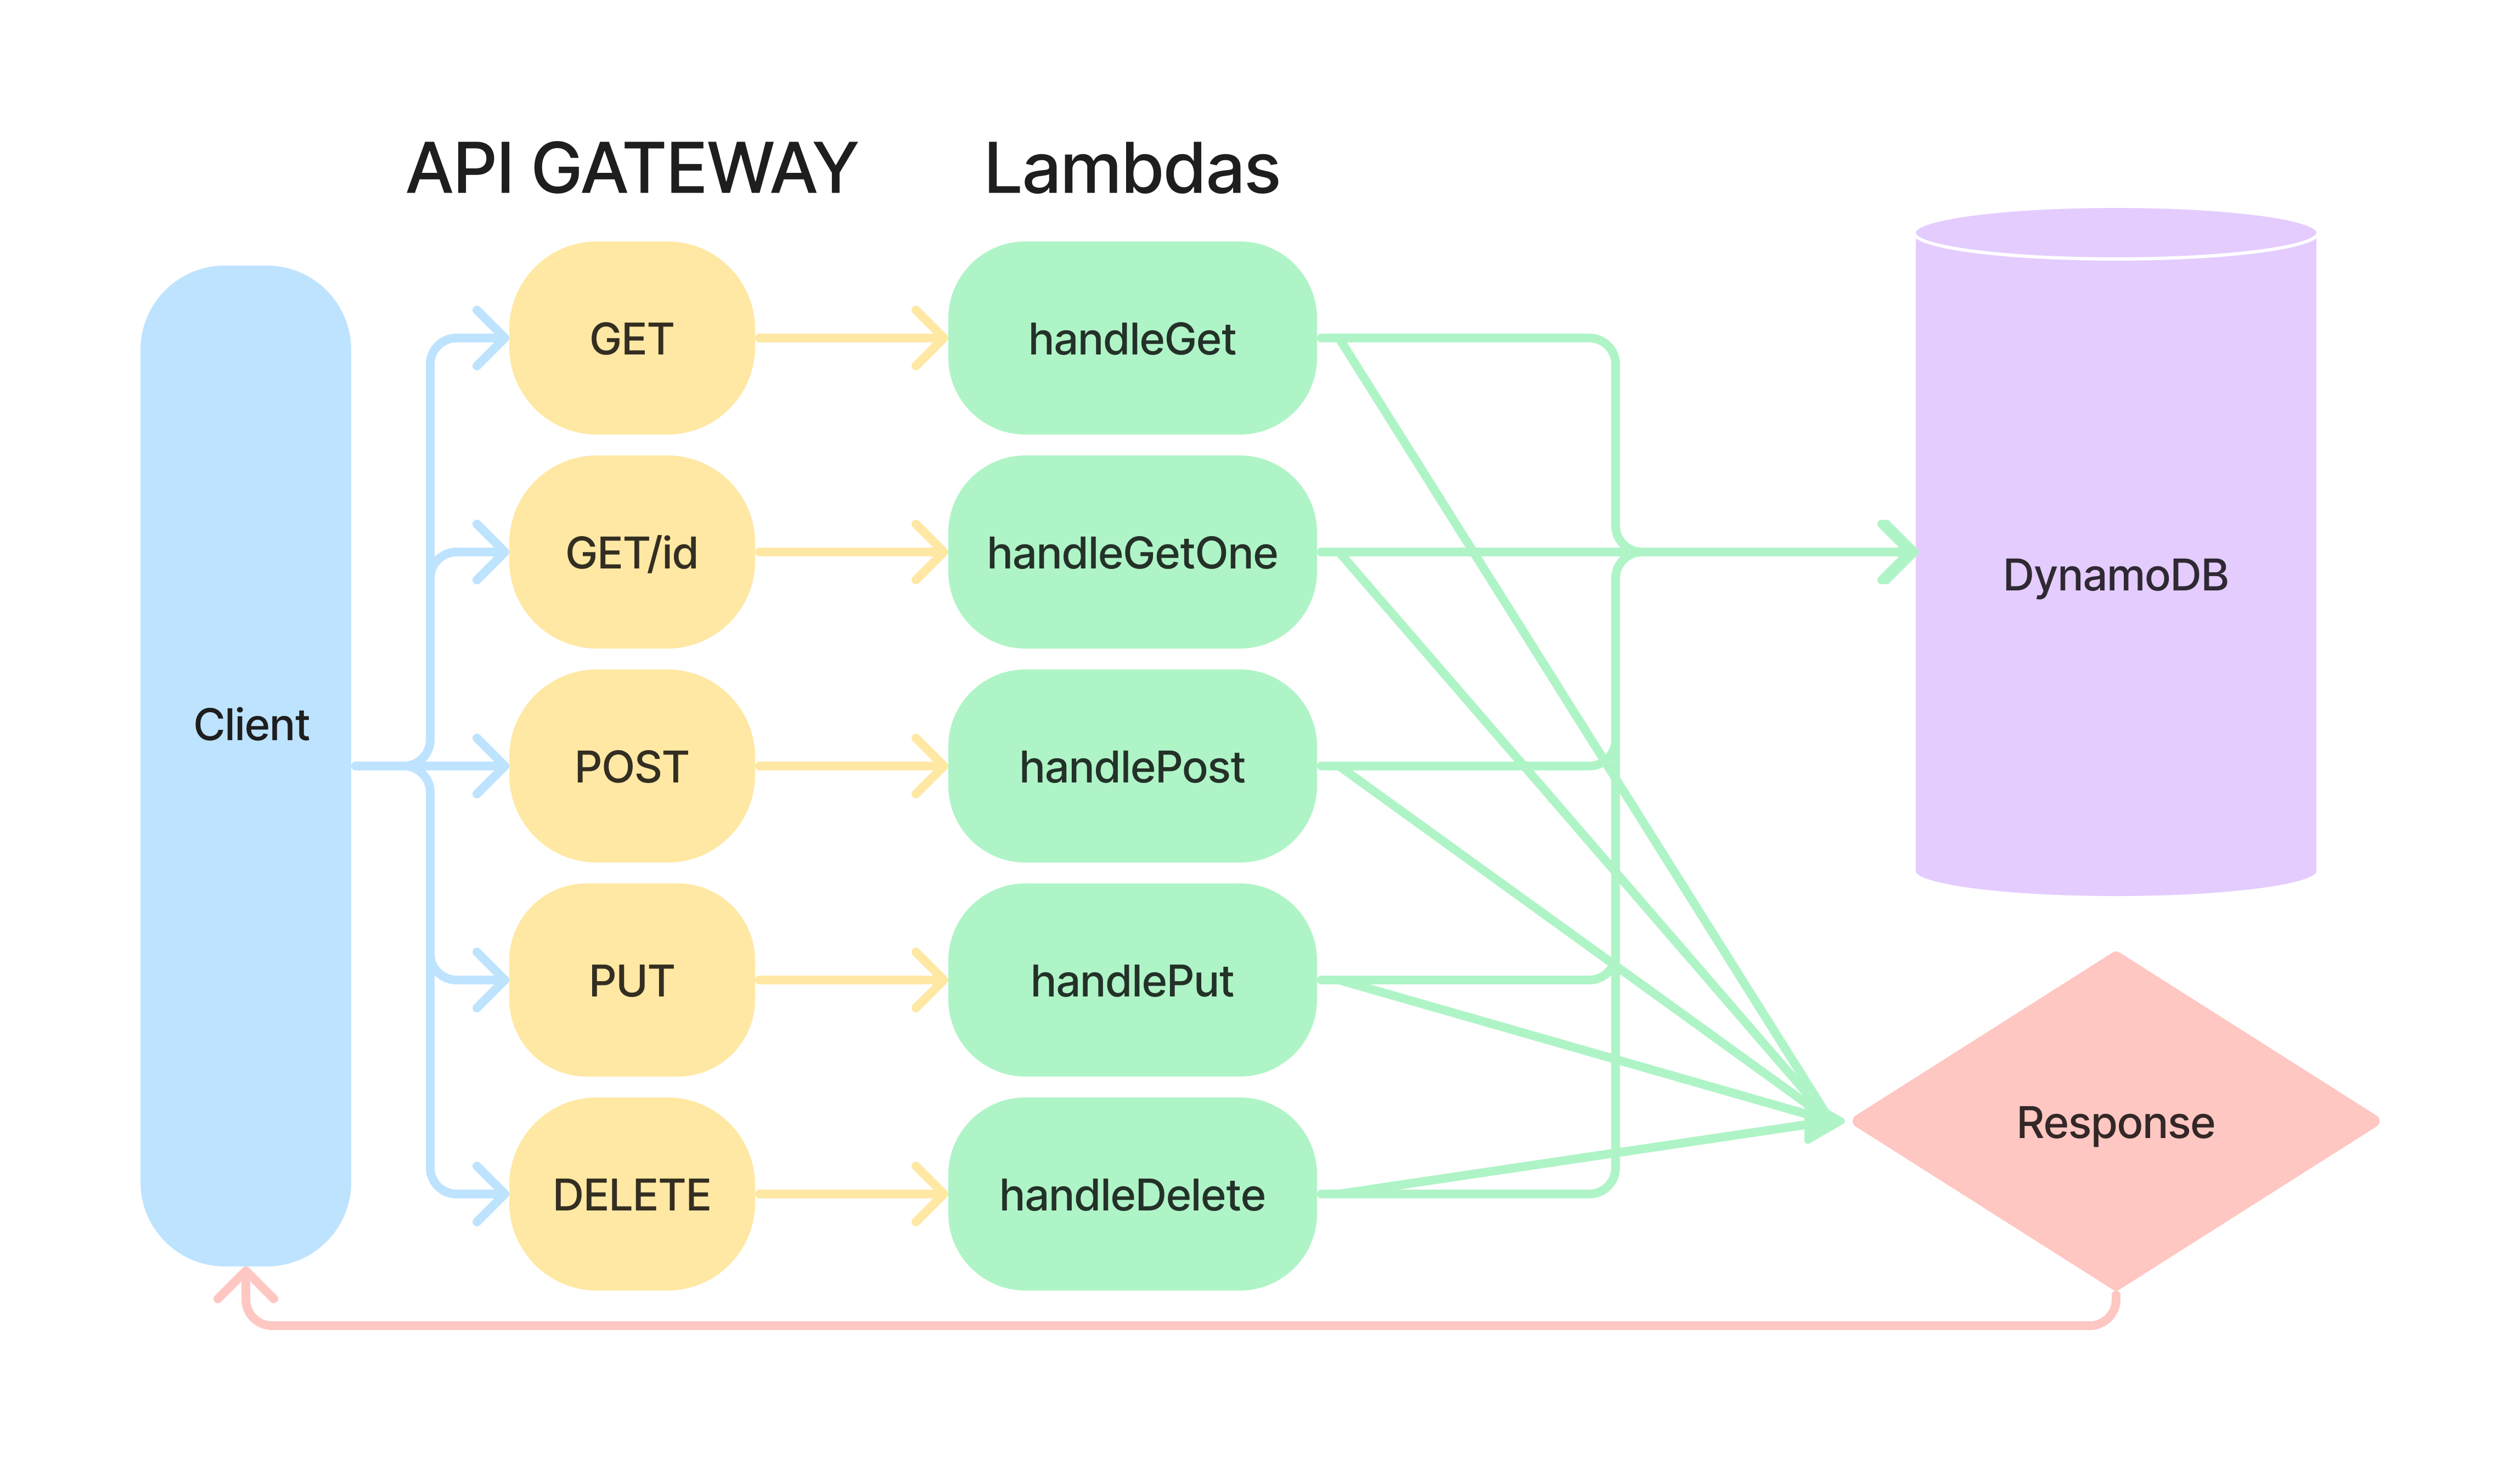 API GATEWAY
Lambdas
Client
GET
handleGet
GET/id
handleGetOne
POST
handlePost
PUT
handlePut
DELETE
handleDelete
DynamoDB
Response